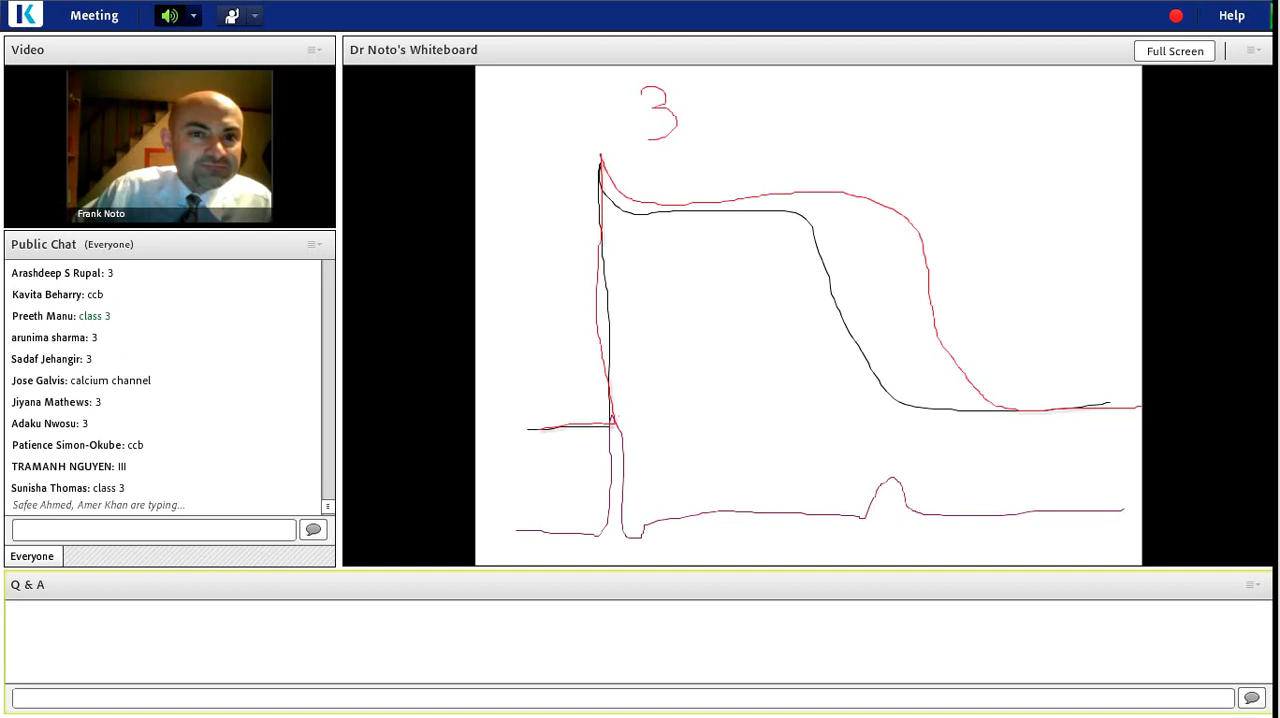 K Meeting Help
Video
Frank Noto
Public Chat (Everyone)
Arashdeep S Rupal: 3
Kavita Beharry: ccb
Preeth Manu: class 3
arunima sharma: 3
Sadaf Jehangir: 3
Jose Galvis: calcium channel
Jiyana Mathews: 3
Adaku Nwosu: 3
Patience Simon-Okube: ccb
TRAMANH NGUYEN: III
Sunisha Thomas: class 3
Safee Ahmed, Amer Khan are typing...
Everyone
Dr Noto's Whiteboard
Full Screen
3
Q & A